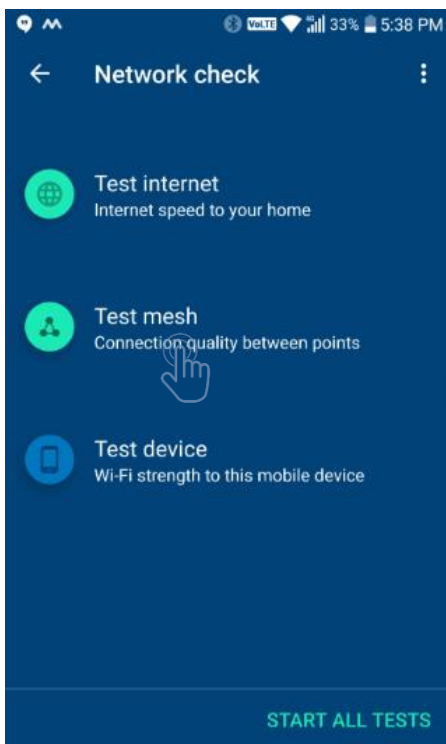 VoLTE 4G 33% 5:38 PM
Network check
Test internet
Internet speed to your home
Test mesh
Connection quality between points
Test device
Wi-Fi strength to this mobile device
START ALL TESTS